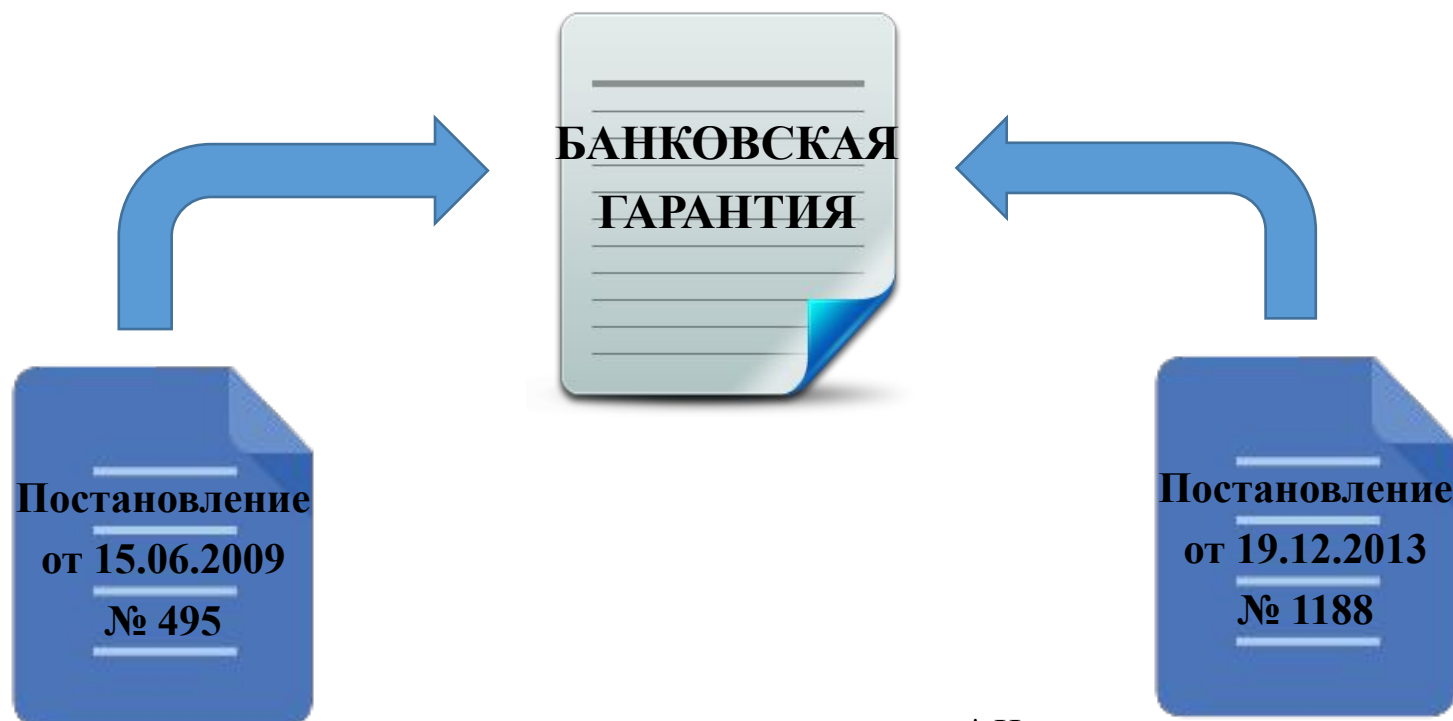 БАНКОВСКАЯ
ГАРАНТИЯ
Постановление
от 15.06.2009
№ 495
Постановление
от 19.12.2013
№ 1188